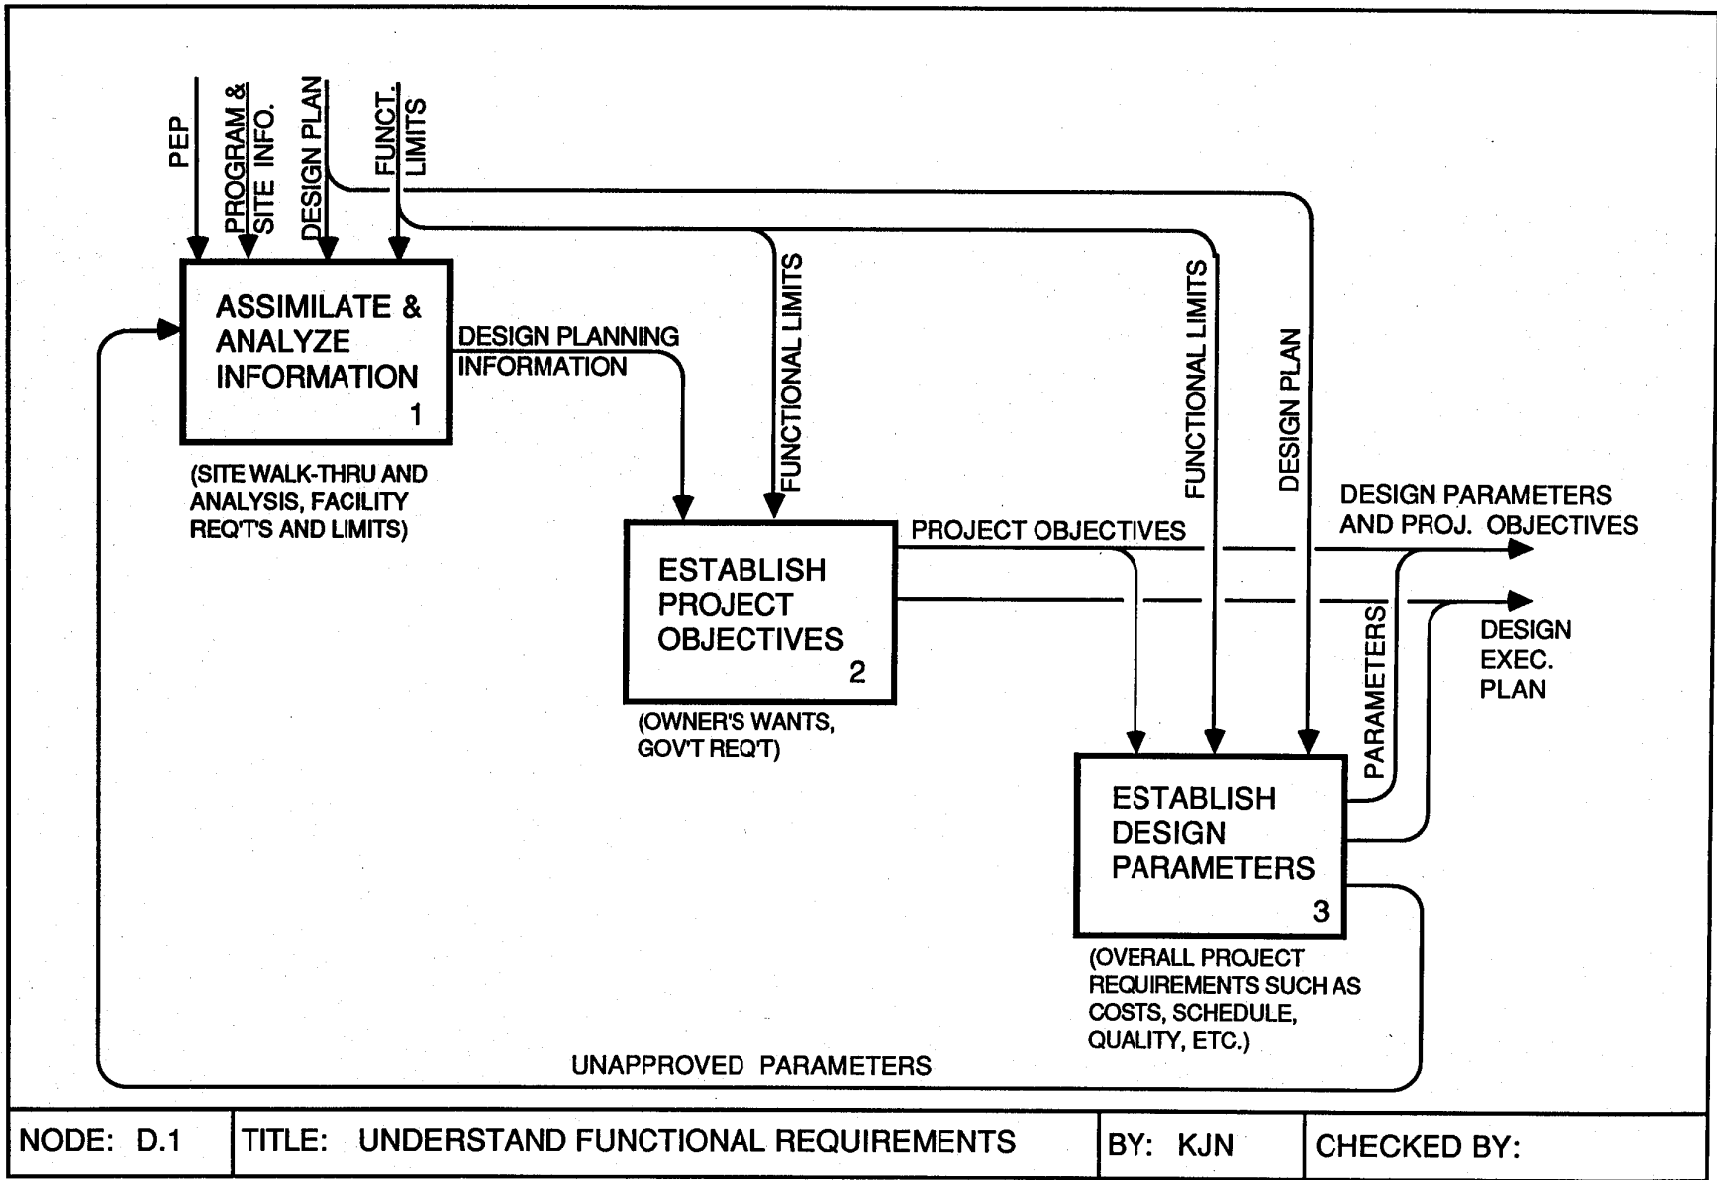 PEP
PROGRAM &
SITE INFO.
DESIGN PLAN
FUNCT.
LIMITS
ASSIMILATE &
ANALYZE
INFORMATION
1
(SITE WALK-THRU AND
ANALYSIS, FACILITY
REQ'TS AND LIMITS)
DESIGN PLANNING
INFORMATION
FUNCTIONAL LIMITS
FUNCTIONAL LIMITS
DESIGN PLAN
ESTABLISH
PROJECT
OBJECTIVES
2
(OWNER'S WANTS,
GOV'T REQ'T)
PROJECT OBJECTIVES
DESIGN PARAMETERS
AND PROJ. OBJECTIVES
DESIGN
EXEC.
PLAN
PARAMETERS
ESTABLISH
DESIGN
PARAMETERS
3
(OVERALL PROJECT
REQUIREMENTS SUCH AS
COSTS, SCHEDULE,
QUALITY, ETC.)
UNAPPROVED PARAMETERS
NODE: D.1
TITLE: UNDERSTAND FUNCTIONAL REQUIREMENTS
BY: KJN
CHECKED BY: